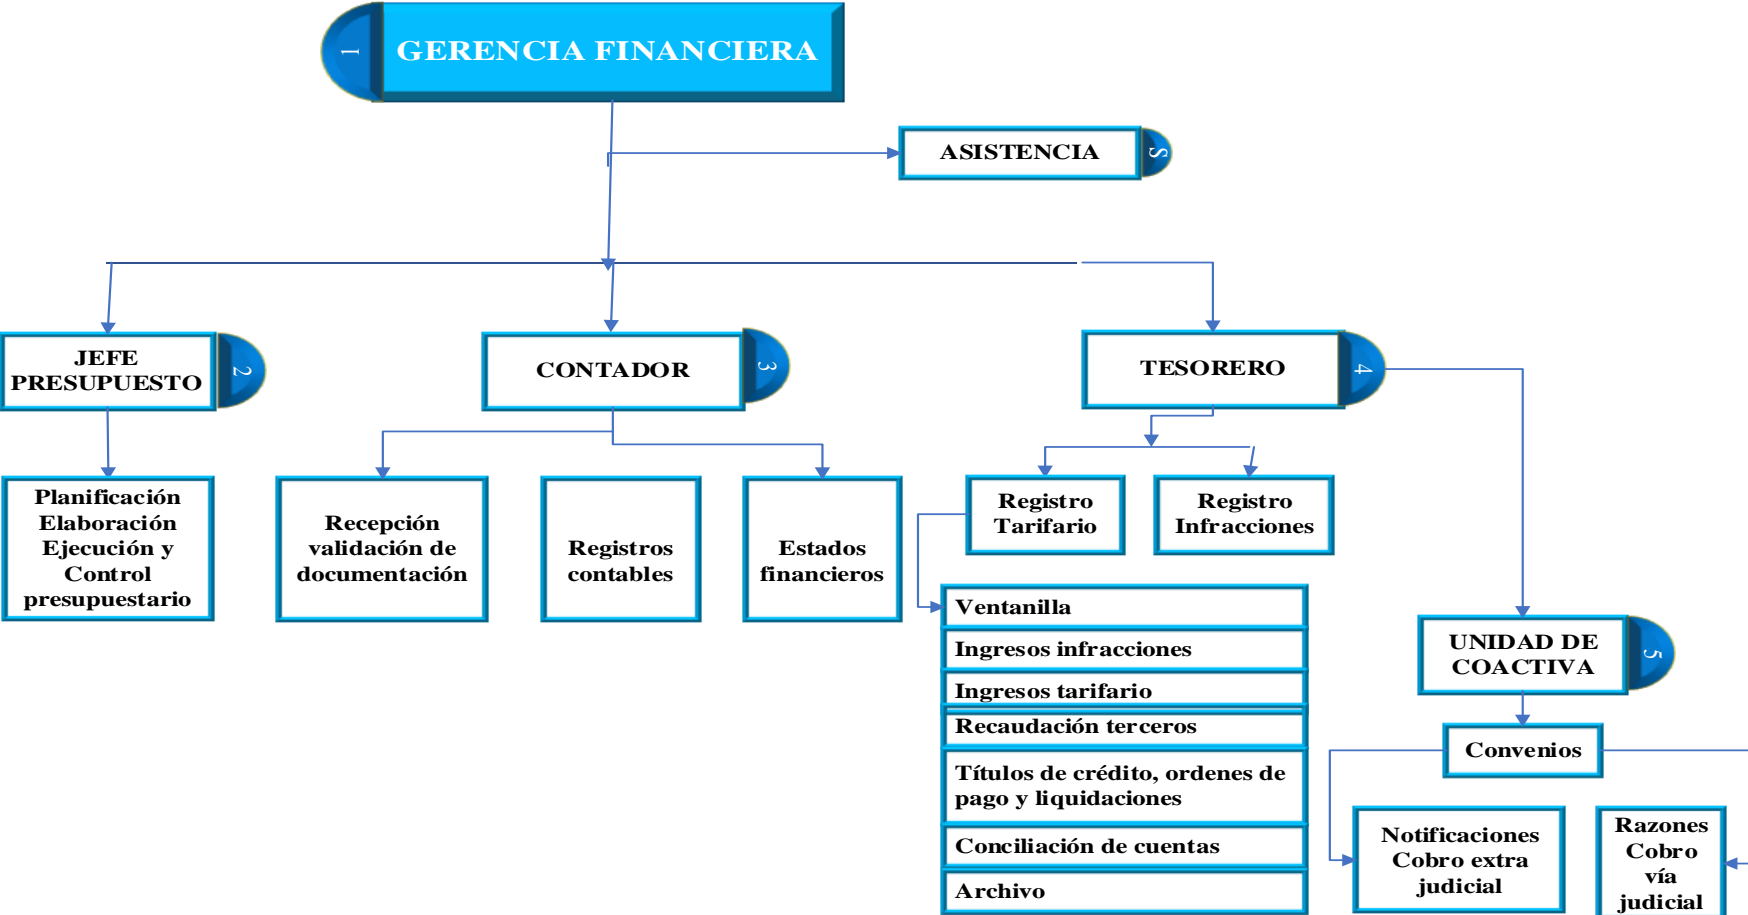 1
GERENCIA FINANCIERA
ASISTENCIA
S
JEFE
PRESUPUESTO
2
CONTADOR
3
TESORERO
4
Planificación
Elaboración
Ejecución y
Control
presupuestario
Recepción
validación de
documentación
Registros
contables
Estados
financieros
Registro
Tarifario
Registro
Infracciones
Ventanilla
Ingresos infracciones
Ingresos tarifario
Recaudación terceros
Títulos de crédito, ordenes de
pago y liquidaciones
Conciliación de cuentas
Archivo
UNIDAD DE
COACTIVA
5
Convenios
Notificaciones
Cobro extra
judicial
Razones
Cobro
vía
judicial